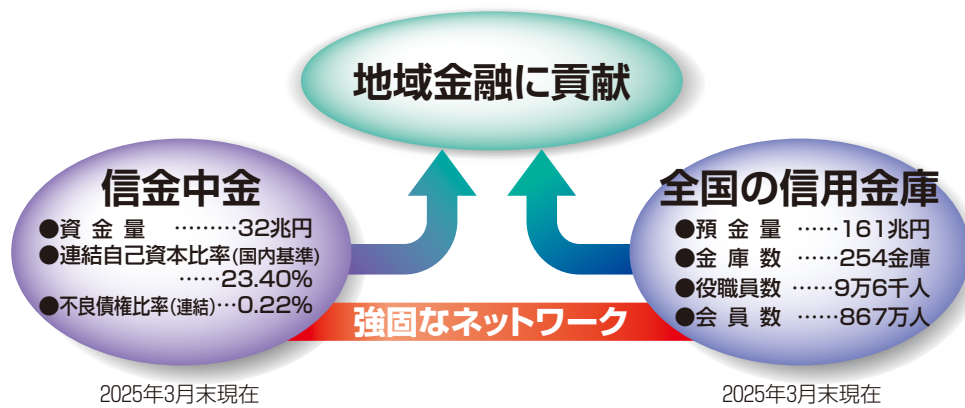 地域金融に貢献
信金中金
●資金量 ………32兆円
●連結自己資本比率(国内基準)
……23.40%
●不良債権比率(連結)…0.22%
全国の信用金庫
●預金量 ……161兆円
●金庫数 ……254金庫
●役職員数 ……9万6千人
●会員数 ……867万人
強固なネットワーク
2025年3月末現在
2025年3月末現在